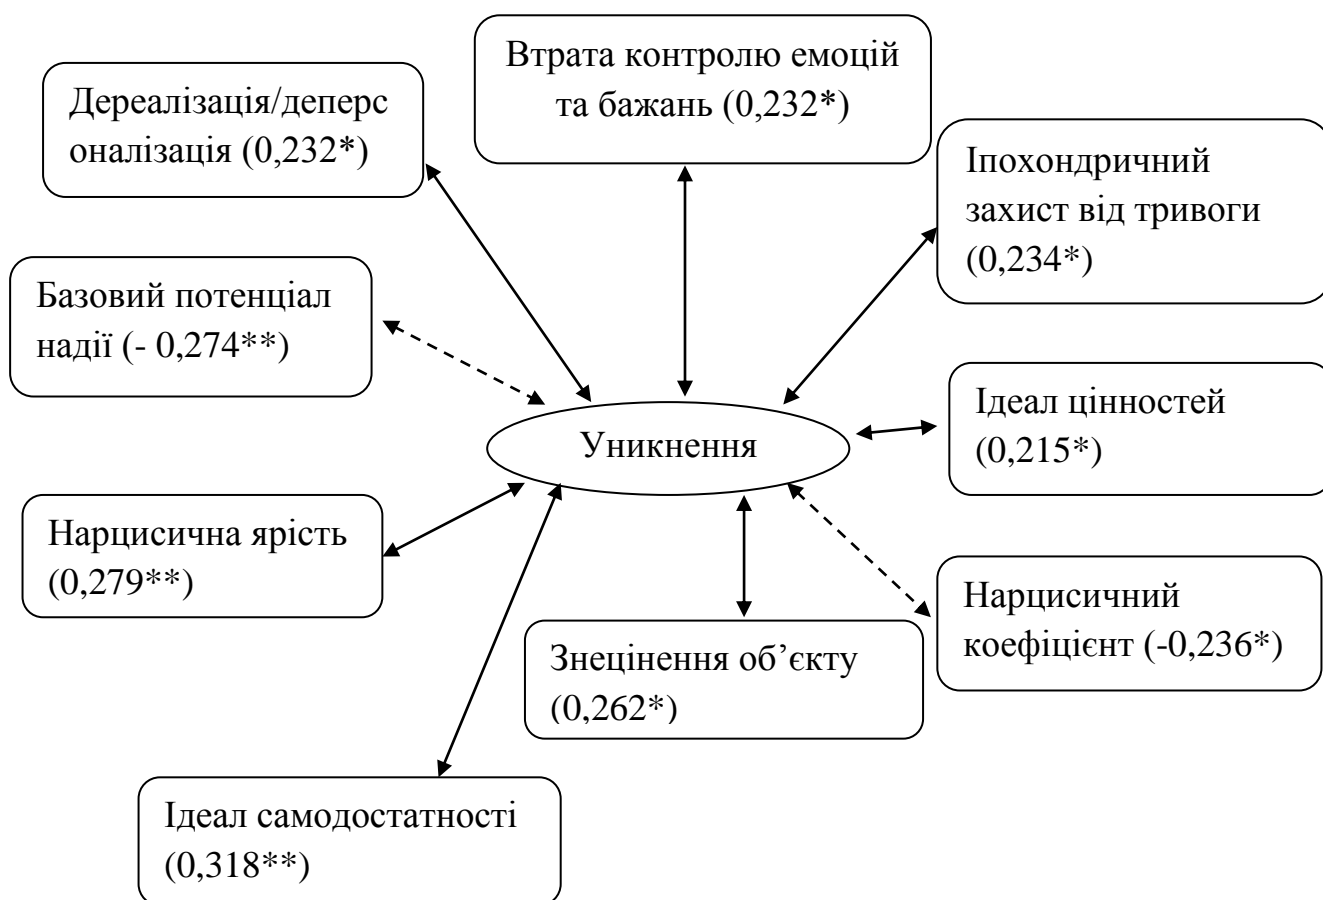 Втрата контролю емоцій
та бажань (0,232*)
Дереалізація/деперс
оналізація (0,232*)
Іпохондричний
захист від тривоги
(0,234*)
Базовий потенціал
надії (- 0,274**)
Ідеал цінностей
(0,215*)
Уникнення
Нарцисична ярість
(0,279**)
Нарцисичний
коефіцієнт (-0,236*)
Знецінення об’єкту
(0,262*)
Ідеал самодостатності
(0,318**)